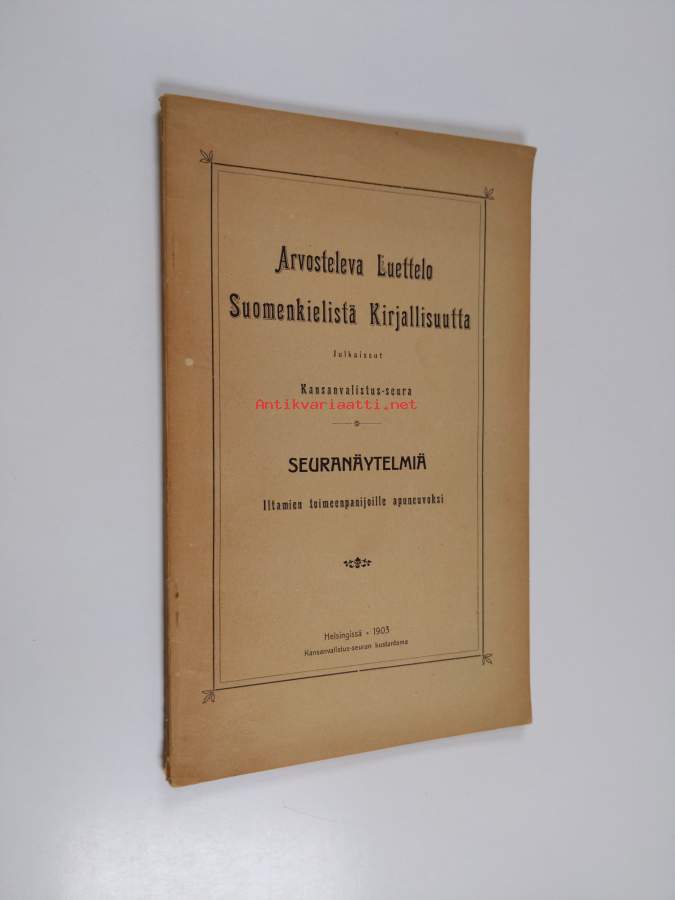 Arvosteleva Luettelo
Suomenkielistä Kirjallisuutta
Julkaissut
Kansanvalistus-seura
Antikvariaatti.net
SEURANÄYTELMIÄ
Iltamien toimeenpanijoille apuneuvoksi
Helsingissä • 1903
Kansanvalistus-seuran kustantama